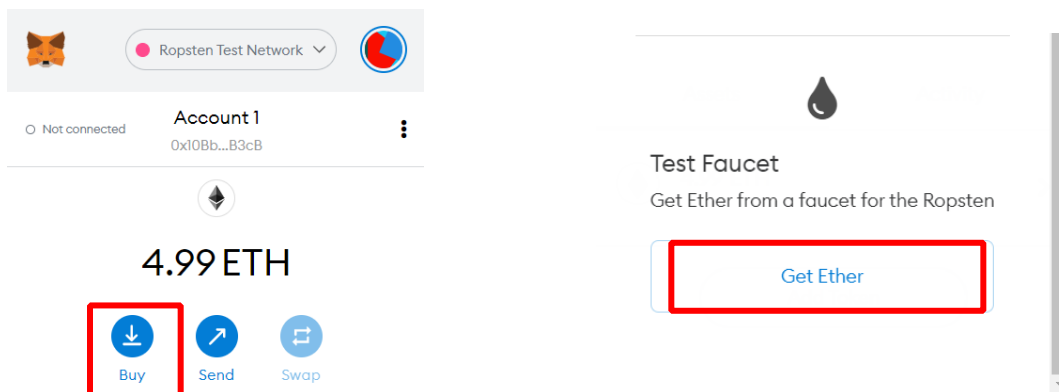 Ropsten Test Network
Not connected
Account 1
0x10Bb...B3cB
4.99 ETH
Buy
Send
Swap
Test Faucet
Get Ether from a faucet for the Ropsten
Get Ether